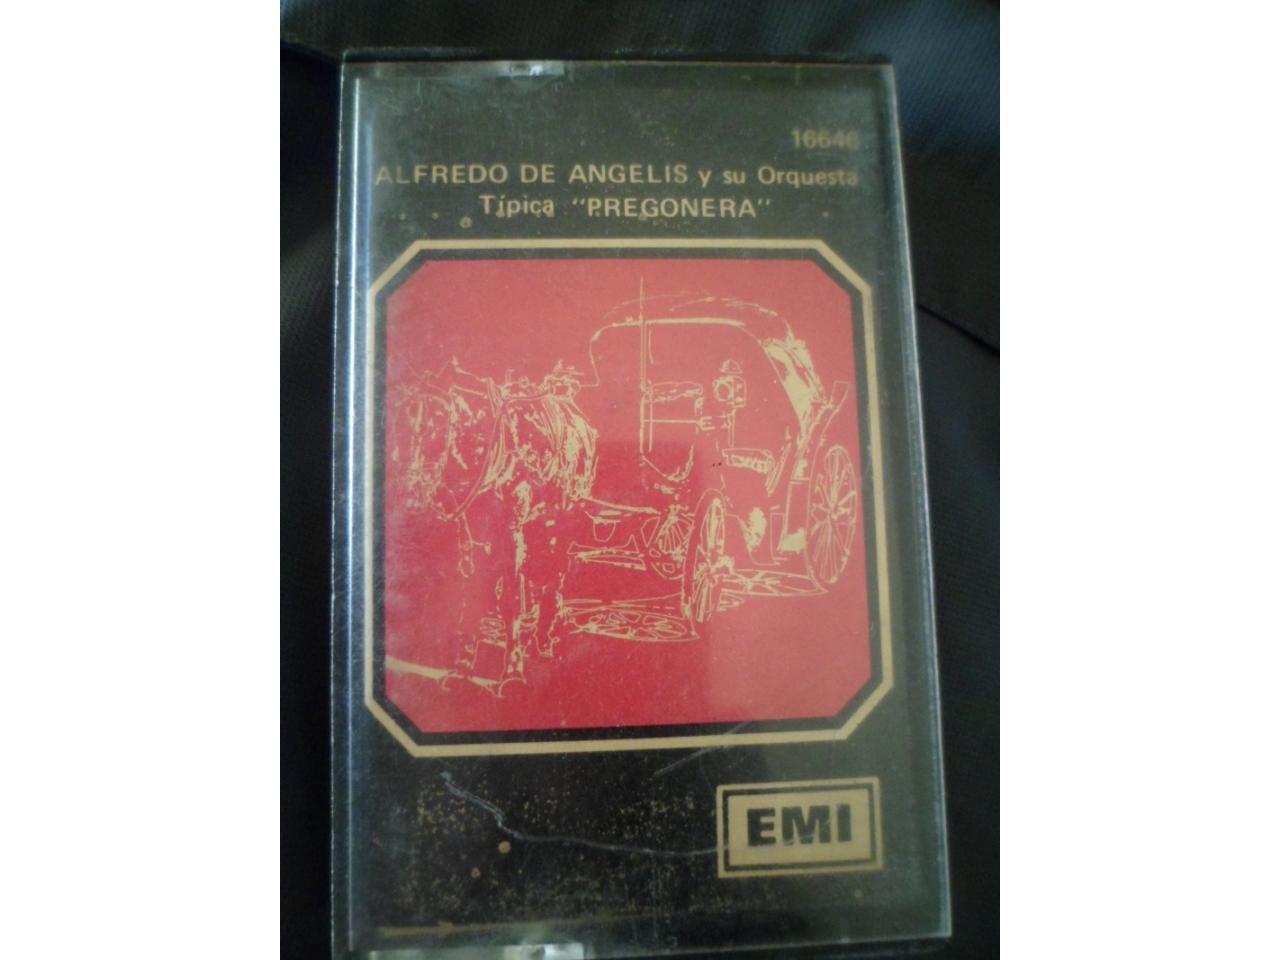 16646
ALFREDO DE ANGELIS y su Orquesta
Típica "PREGONERA"
EMI